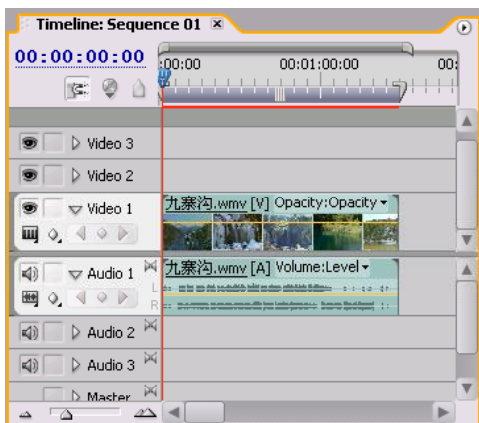 Timeline: Sequence 01
00:00:00:00
:00:00 00:01:00:00 00:
Video 3
Video 2
Video 1
九寨沟.wmv [V] Opacity:Opacity
Audio 1
九寨沟.wmv [A] Volume:Level
L
R
Audio 2
Audio 3
Master